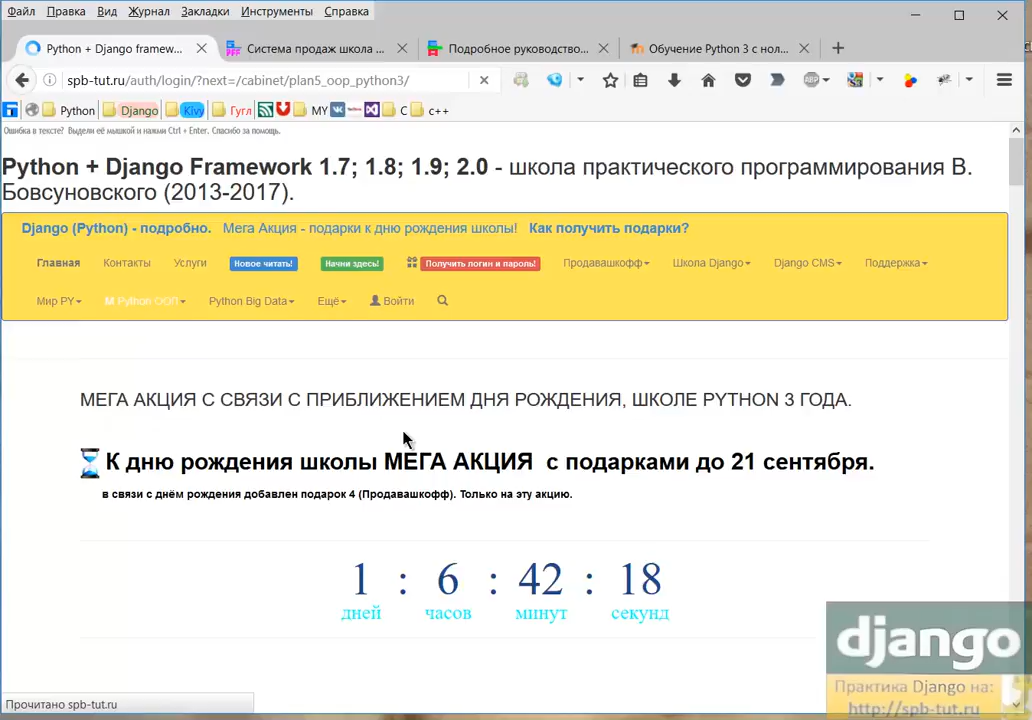 Файл Правка Вид Журнал Закладки Инструменты Справка
Python + Django framew... Система продаж школа ... Подробное руководство... Обучение Python 3 с нол...
spb-tut.ru/auth/login/?next=/cabinet/plan5_oop_python3/
Python Django Kivy Гугл MY C c++
Ошибка в тексте? Выдели её мышкой и нажми Ctrl + Enter. Спасибо за помощь.
Python + Django Framework 1.7; 1.8; 1.9; 2.0 - школа практического программирования В.
Бовсуновского (2013-2017).
Django (Python) - подробно. Мега Акция - подарки к дню рождения школы! Как получить подарки?
Главная Контакты Услуги Новое читать! Начни здесь! Получить логин и пароль! Продавашкофф Школа Django Django CMS Поддержка
Мир PY Python ООП Python Big Data Ещё Войти
МЕГА АКЦИЯ С СВЯЗИ С ПРИБЛИЖЕНИЕМ ДНЯ РОЖДЕНИЯ, ШКОЛЕ PYTHON 3 ГОДА.
К дню рождения школы МЕГА АКЦИЯ с подарками до 21 сентября.
в связи с днём рождения добавлен подарок 4 (Продавашкофф). Только на эту акцию.
1 : 6 : 42 : 18
дней часов минут секунд
django
Практика Django на:
http://spb-tut.ru
Прочитано spb-tut.ru